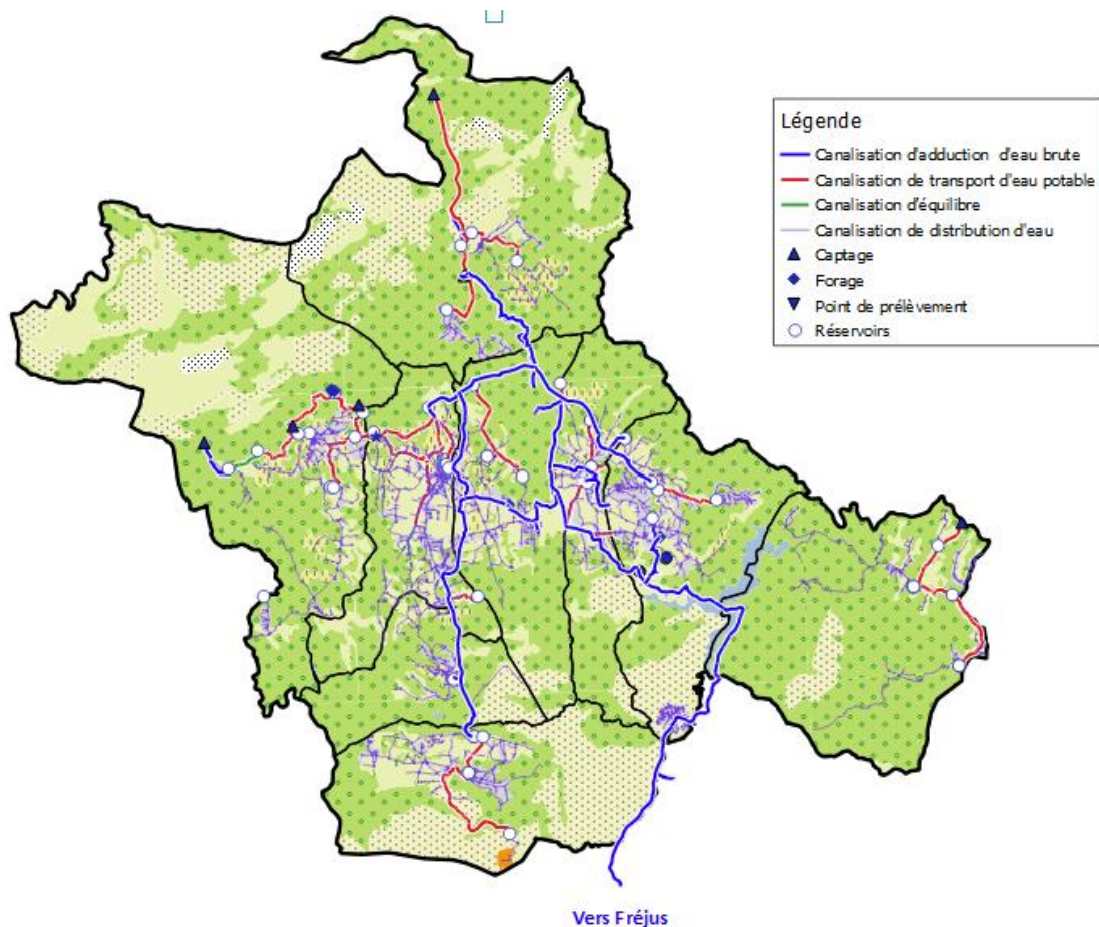 Légende
Canalisation d'adduction d'eau brute
Canalisation de transport d'eau potable
Canalisation d'équilibre
Canalisation de distribution d'eau
Captage
Forage
Point de prélèvement
Réservoirs
Vers Fréjus